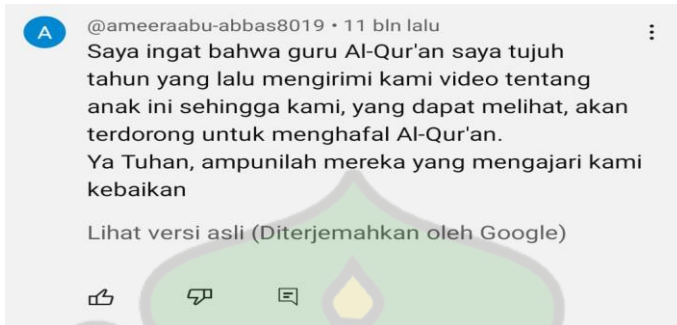 A
@ameeraabu-abbas8019 • 11 bln lalu
Saya ingat bahwa guru Al-Qur'an saya tujuh
tahun yang lalu mengirimi kami video tentang
anak ini sehingga kami, yang dapat melihat, akan
terdorong untuk menghafal Al-Qur'an.
Ya Tuhan, ampunilah mereka yang mengajari kami
kebaikan
Lihat versi asli (Diterjemahkan oleh Google)